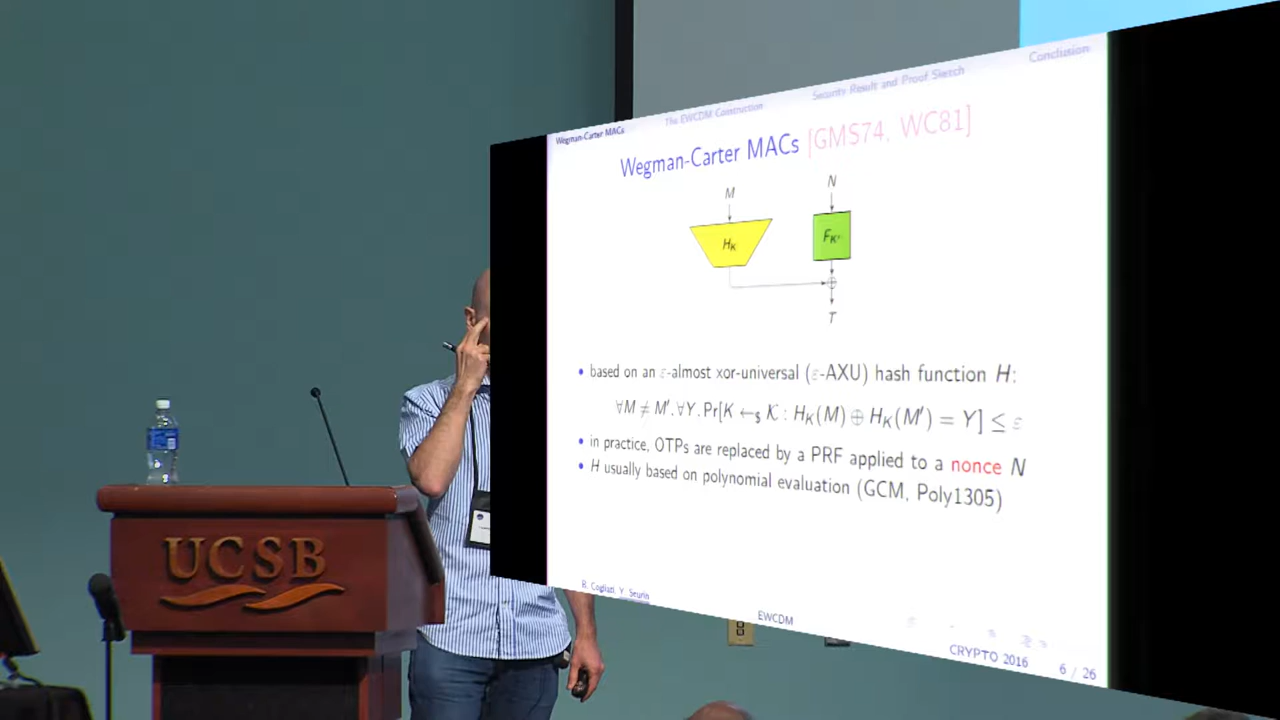 Wegman-Carter MACs
The EWCDM Construction
Security Result and Proof Sketch
Conclusion
Wegman-Carter MACs [GMS74, WC81]
M
N
H_K
F_K'
⊕
T
• based on an ε-almost xor-universal (ε-AXU) hash function H:
∀M ≠ M′, ∀Y, Pr[K ←$ 𝒦 : H_K(M) ⊕ H_K(M′) = Y] ≤ ε
• in practice, OTPs are replaced by a PRF applied to a nonce N
• H usually based on polynomial evaluation (GCM, Poly1305)
B. Cogliati, Y. Seurin
EWCDM
CRYPTO 2016
6 / 26
UCSB